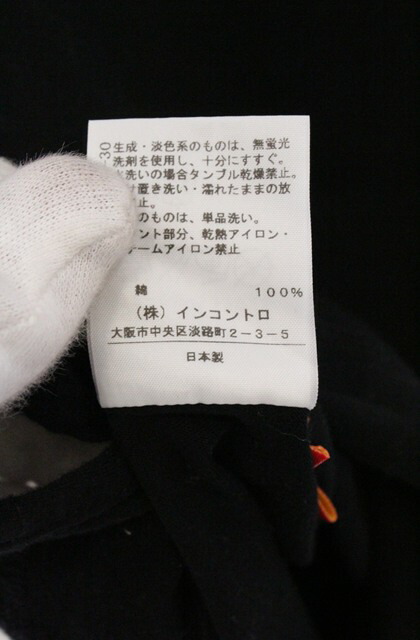 -30
生成・淡色系のものは、無蛍光
洗剤を使用し、十分にすすぐ。
水洗いの場合タンブル乾燥禁止。
置き洗い・濡れたままの放
止。
のものは、単品洗い。
ント部分、乾熱アイロン・
ームアイロン禁止
綿 100%
(株) インコントロ
大阪市中央区淡路町2-3-5
日本製